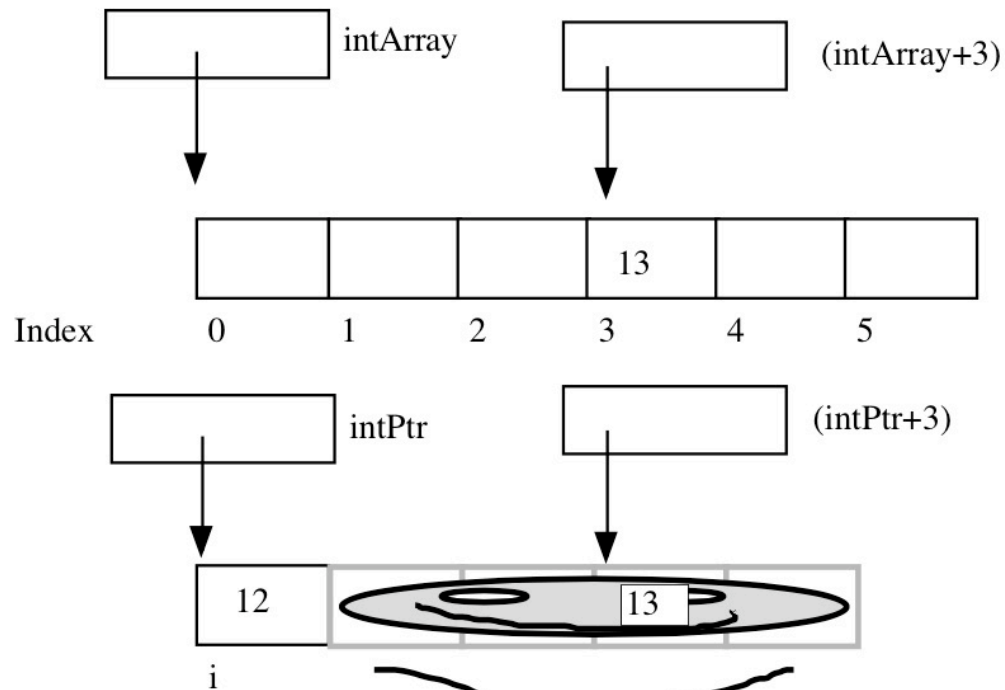 intArray (intArray+3)
13
Index 0 1 2 3 4 5
intPtr (intPtr+3)
12 13
i